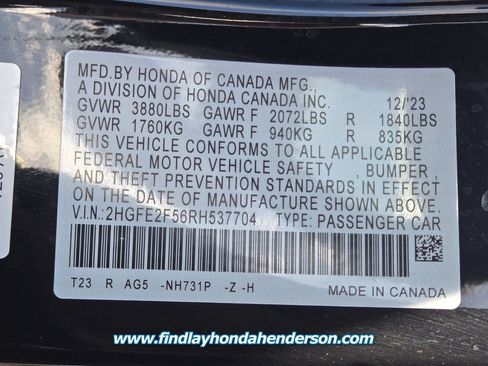 MFD.BY HONDA OF CANADA MFG.,
A DIVISION OF HONDA CANADA INC. 12/'23
GVWR 3880LBS GAWR F 2072LBS R 1840LBS
GVWR 1760KG GAWR F 940KG R 835KG
THIS VEHICLE CONFORMS TO ALL APPLICABLE
FEDERAL MOTOR VEHICLE SAFETY , BUMPER ,
AND THEFT PREVENTION STANDARDS IN EFFECT
ON THE DATE OF MANUFACTURE SHOWN ABOVE.
V.I.N.: 2HGFE2F56RH537704 TYPE: PASSENGER CAR
T23 R AG5 -NH731P -Z -H MADE IN CANADA
www.findlayhondahenderson.com